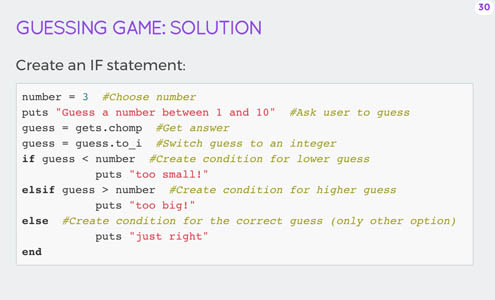 30
GUESSING GAME: SOLUTION
Create an IF statement:
number = 3  #Choose number
puts "Guess a number between 1 and 10"  #Ask user to guess
guess = gets.chomp  #Get answer
guess = guess.to_i  #Switch guess to an integer
if guess < number  #Create condition for lower guess
           puts "too small!"
elsif guess > number  #Create condition for higher guess
           puts "too big!"
else  #Create condition for the correct guess (only other option)
           puts "just right"
end